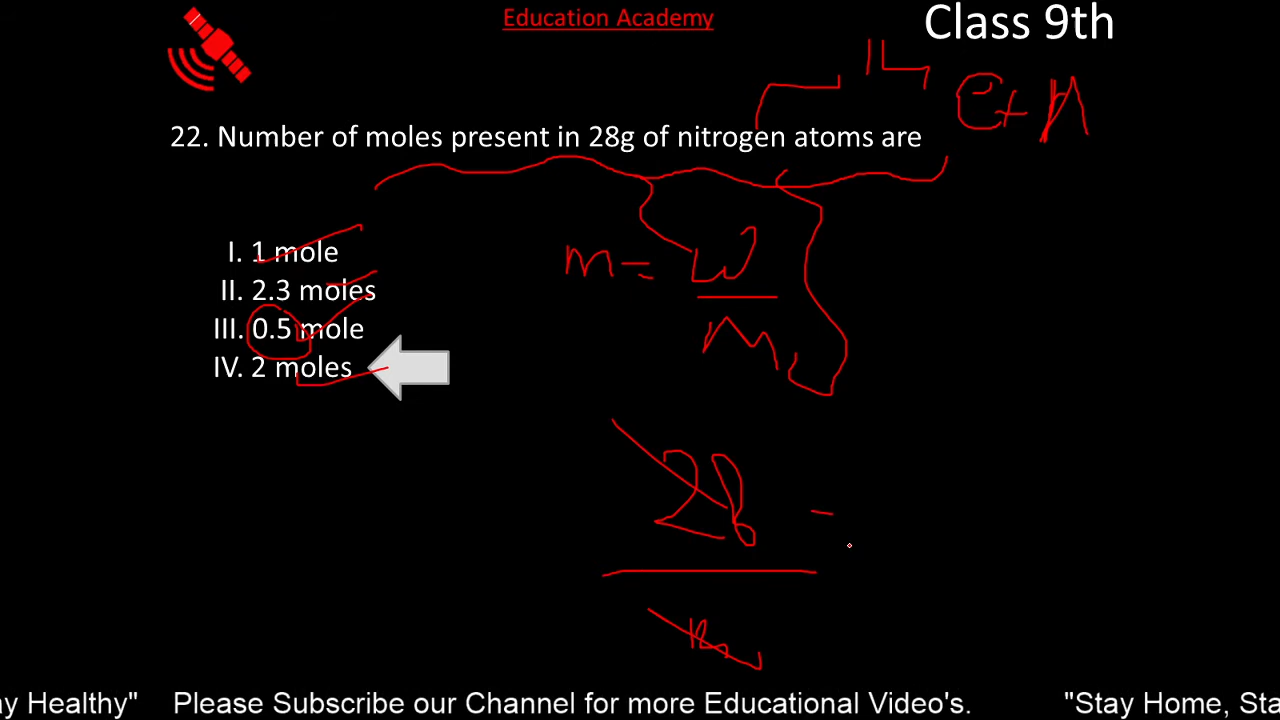 Education Academy
Class 9th
14
e + n
22. Number of moles present in 28g of nitrogen atoms are
I. 1 mole
m = w
II. 2.3 moles
III. 0.5 mole
m
IV. 2 moles
28 =
14
ay Healthy" Please Subscribe our Channel for more Educational Video's. "Stay Home, Sta